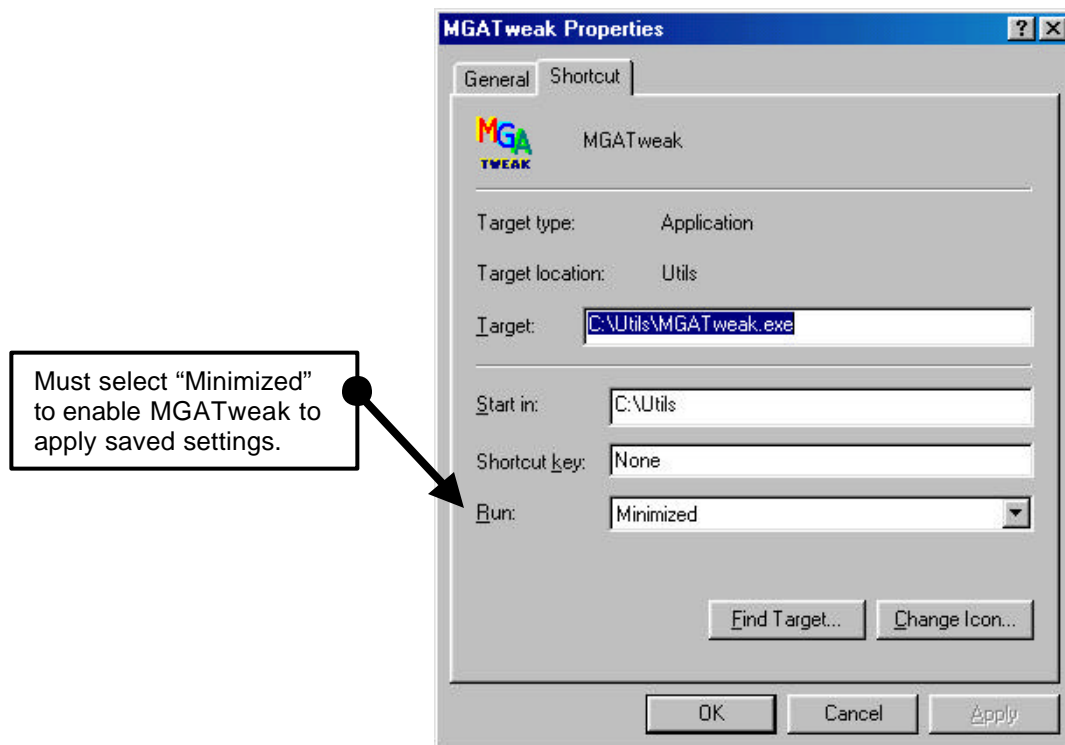 MGATweak Properties
General
Shortcut
MGA
TWEAK
MGATweak
Target type: Application
Target location: Utils
Target: C:\Utils\MGATweak.exe
Must select “Minimized”
to enable MGATweak to
apply saved settings.
Start in: C:\Utils
Shortcut key: None
Run: Minimized
Find Target... Change Icon...
OK Cancel Apply